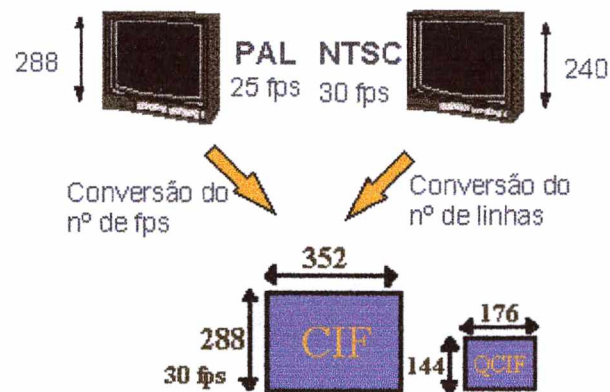 288
PAL
25 fps
NTSC
30 fps
240
Conversão do
nº de fps
Conversão do
nº de linhas
352
288
30 fps
CIF
176
144
QCIF